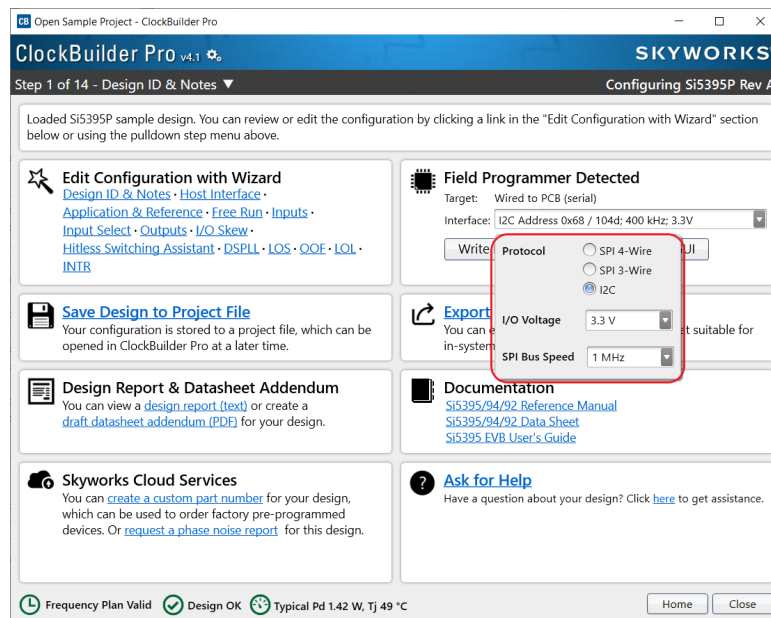 CB Open Sample Project - ClockBuilder Pro
ClockBuilder Pro v4.1
SKYWORKS
Step 1 of 14 - Design ID & Notes ▼
Configuring Si5395P Rev A
Loaded Si5395P sample design. You can review or edit the configuration by clicking a link in the "Edit Configuration with Wizard" section
below or using the pulldown step menu above.
Edit Configuration with Wizard
Design ID & Notes · Host Interface ·
Application & Reference · Free Run · Inputs ·
Input Select · Outputs · I/O Skew ·
Hitless Switching Assistant · DSPLL · LOS · OOF · LOL ·
INTR
Field Programmer Detected
Target: Wired to PCB (serial)
Interface: I2C Address 0x68 / 104d; 400 kHz; 3.3V
Write
UI
Protocol
SPI 4-Wire
SPI 3-Wire
I2C
I/O Voltage 3.3 V
SPI Bus Speed 1 MHz
Save Design to Project File
Your configuration is stored to a project file, which can be
opened in ClockBuilder Pro at a later time.
Export
You can e
t suitable for
in-system
Design Report & Datasheet Addendum
You can view a design report (text) or create a
draft datasheet addendum (PDF) for your design.
Documentation
Si5395/94/92 Reference Manual
Si5395/94/92 Data Sheet
Si5395 EVB User's Guide
Skyworks Cloud Services
You can create a custom part number for your design,
which can be used to order factory pre-programmed
devices. Or request a phase noise report for this design.
? Ask for Help
Have a question about your design? Click here to get assistance.
Frequency Plan Valid
Design OK
Typical Pd 1.42 W, Tj 49 °C
Home
Close